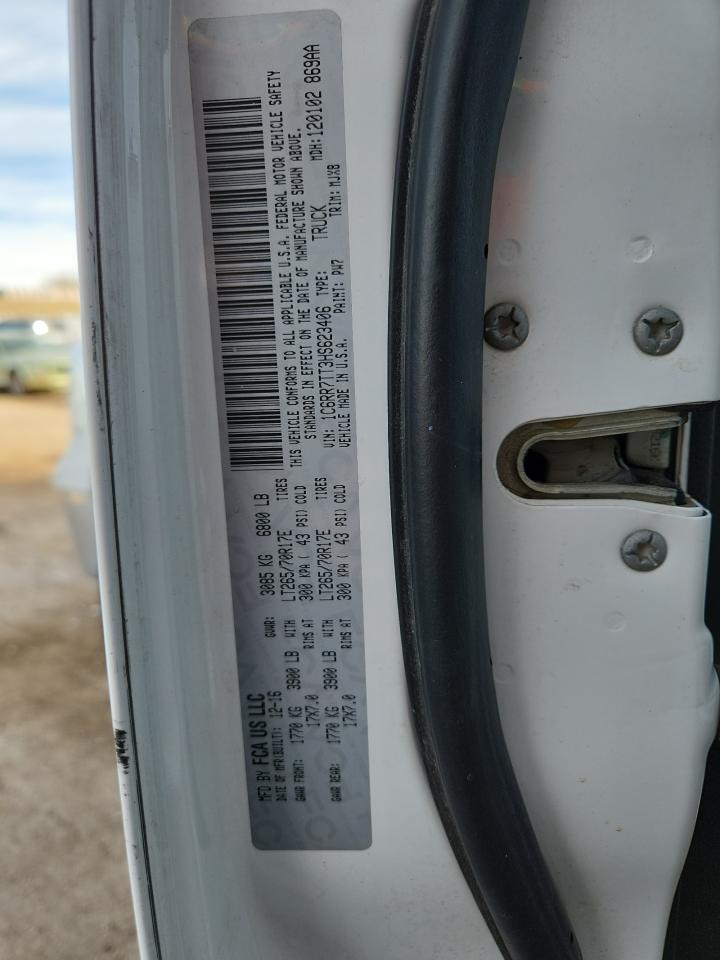 MFD BY FCA US LLC
DATE OF MFR(BUILT): 12-16 GVWR: 3085 KG 6800 LB
GAWR FRONT: 1770 KG 3900 LB WITH LT265/70R17E TIRES
17X7.0 RIMS AT 300 KPA ( 43 PSI) COLD
GAWR REAR: 1770 KG 3900 LB WITH LT265/70R17E TIRES
17X7.0 RIMS AT 300 KPA ( 43 PSI) COLD
THIS VEHICLE CONFORMS TO ALL APPLICABLE U.S.A. FEDERAL MOTOR VEHICLE SAFETY
STANDARDS IN EFFECT ON THE DATE OF MANUFACTURE SHOWN ABOVE.
VIN: 1C6RR7TT3HS623406 TYPE: TRUCK MDH:120102 869AA
VEHICLE MADE IN U.S.A. PAINT: PW7 TRIM: MJX8